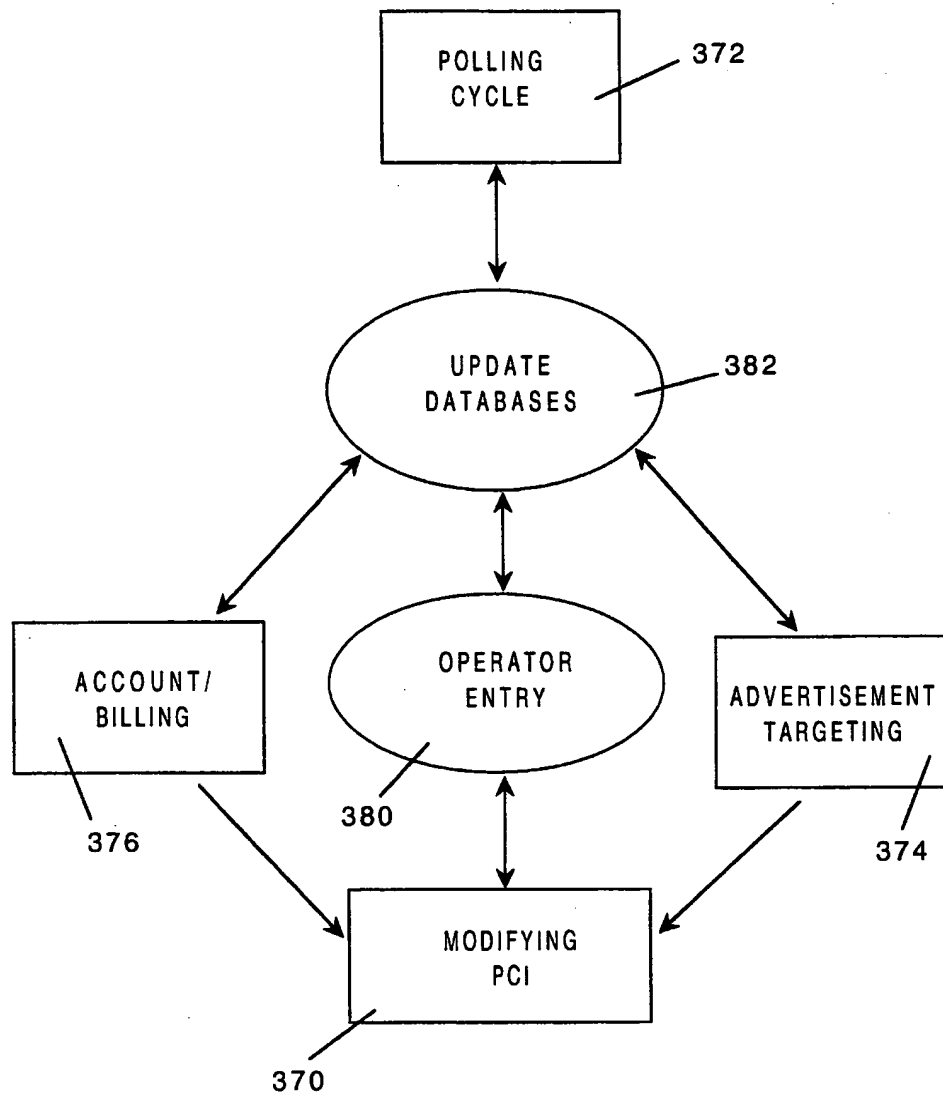 POLLING
CYCLE
372
UPDATE
DATABASES
382
ACCOUNT/
BILLING
376
OPERATOR
ENTRY
380
ADVERTISEMENT
TARGETING
374
MODIFYING
PCI
370